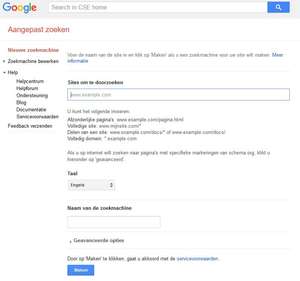 Google
Search in CSE home
Aangepast zoeken
Nieuwe zoekmachine
Zoekmachine bewerken
Help
Helpcentrum
Helpforum
Ondersteuning
Blog
Documentatie
Servicevoorwaarden
Feedback verzenden
Voer de naam van de site in en klik op 'Maken' als u een zoekmachine voor uw site wilt maken. Meer
informatie
Sites om te doorzoeken
www.example.com
U kunt het volgende invoeren:
Afzonderlijke pagina's: www.example.com/page.html
Volledige site: www.mijnsite.com/*
Delen van een site: www.example.com/docs/* of www.example.com/docs/
Volledig domein: *.example.com
Als u op internet wilt zoeken naar pagina's met specifieke markeringen van schema.org, klikt u
hieronder op 'geavanceerd'.
Taal
Engels
Naam van de zoekmachine
Geavanceerde opties
Door op 'Maken' te klikken, gaat u akkoord met de servicevoorwaarden.
Maken